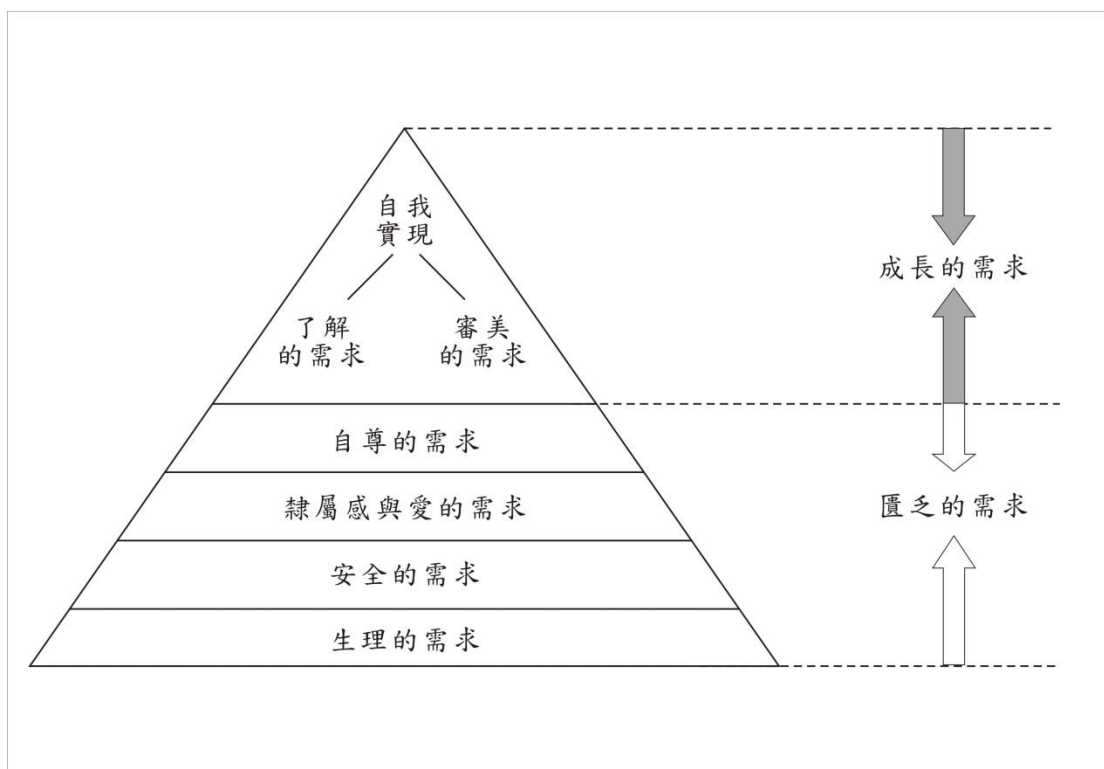 自我
實現
了解
的需求
審美
的需求
成長的需求
自尊的需求
隸屬感與愛的需求
匱乏的需求
安全的需求
生理的需求